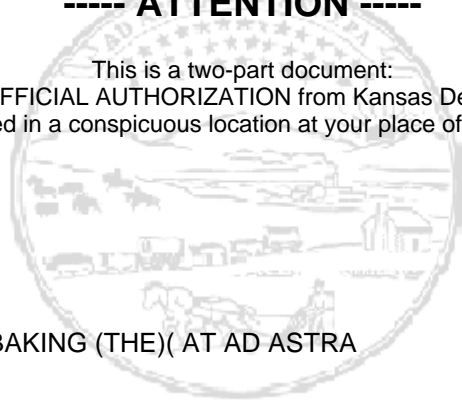 ----- ATTENTION -----
This is a two-part document:
FFICIAL AUTHORIZATION from Kansas De
ed in a conspicuous location at your place of
BAKING (THE)( AT AD ASTRA